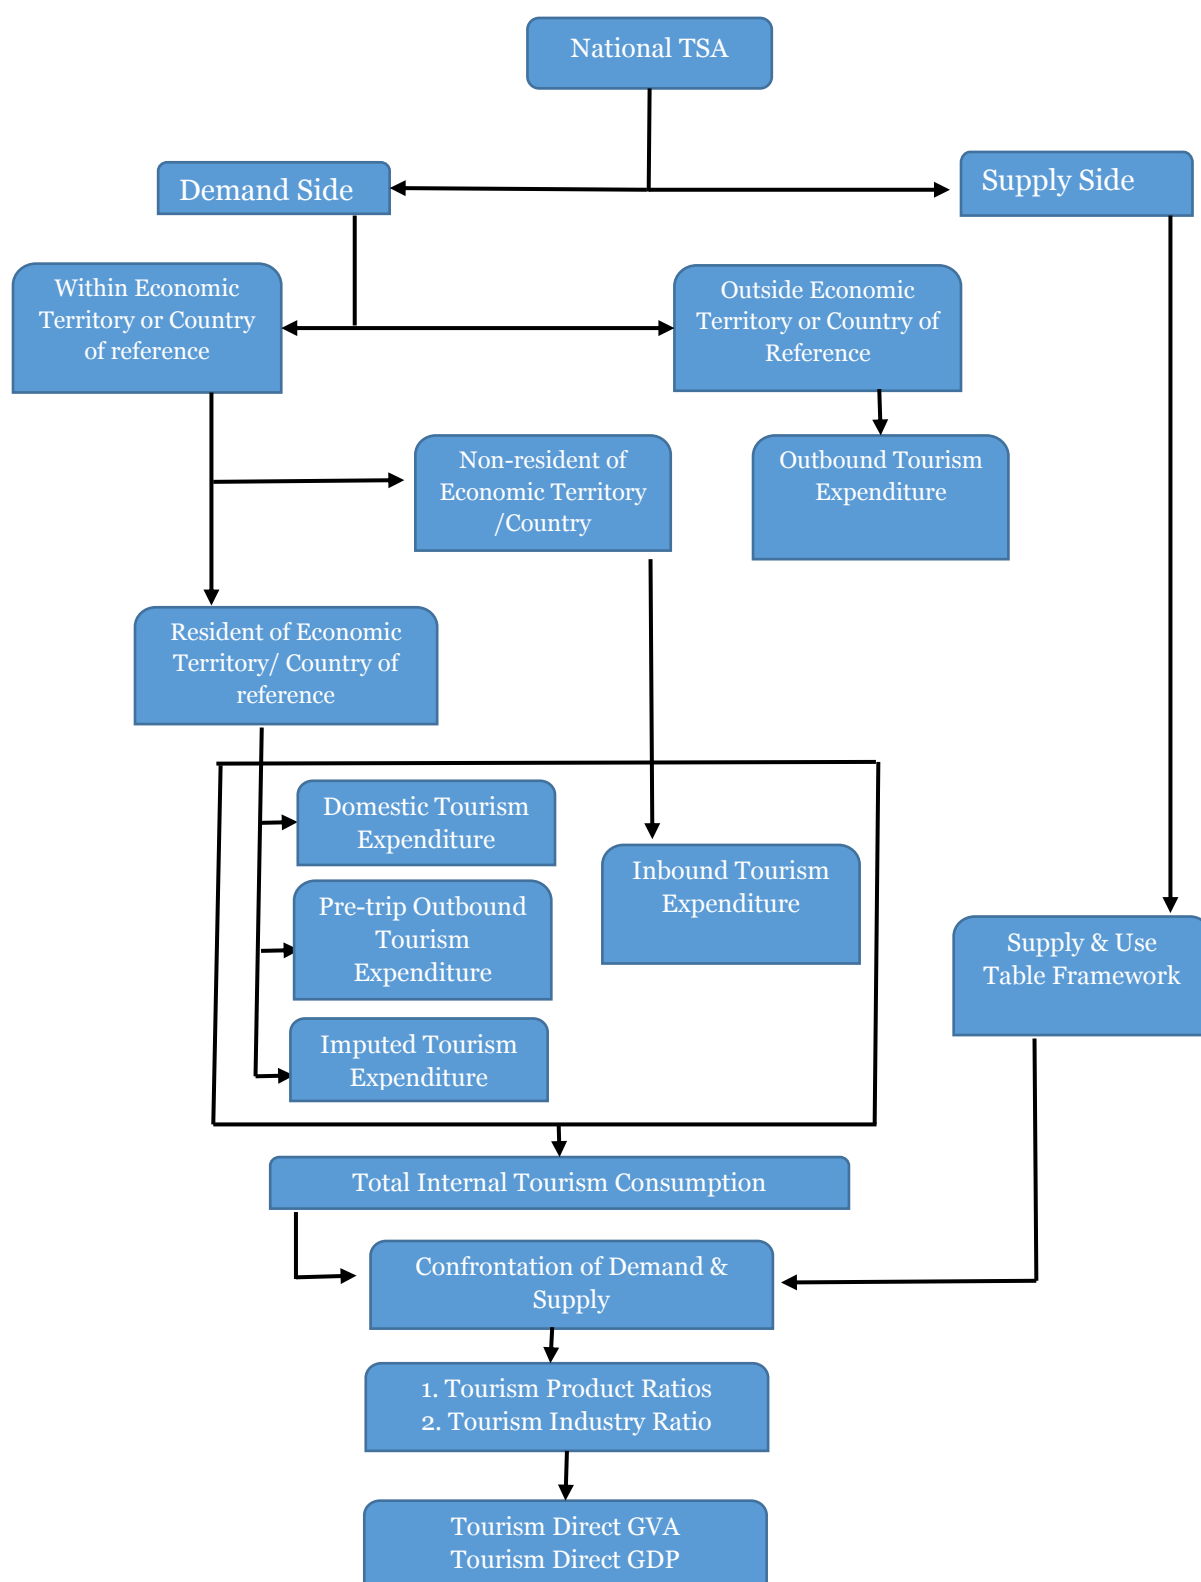 National TSA
Demand Side
Supply Side
Within Economic
Territory or Country
of reference
Outside Economic
Territory or Country of
Reference
Non-resident of
Economic Territory
/Country
Outbound Tourism
Expenditure
Resident of Economic
Territory/ Country of
reference
Domestic Tourism
Expenditure
Pre-trip Outbound
Tourism
Expenditure
Imputed Tourism
Expenditure
Inbound Tourism
Expenditure
Supply & Use
Table Framework
Total Internal Tourism Consumption
Confrontation of Demand &
Supply
1. Tourism Product Ratios
2. Tourism Industry Ratio
Tourism Direct GVA
Tourism Direct GDP